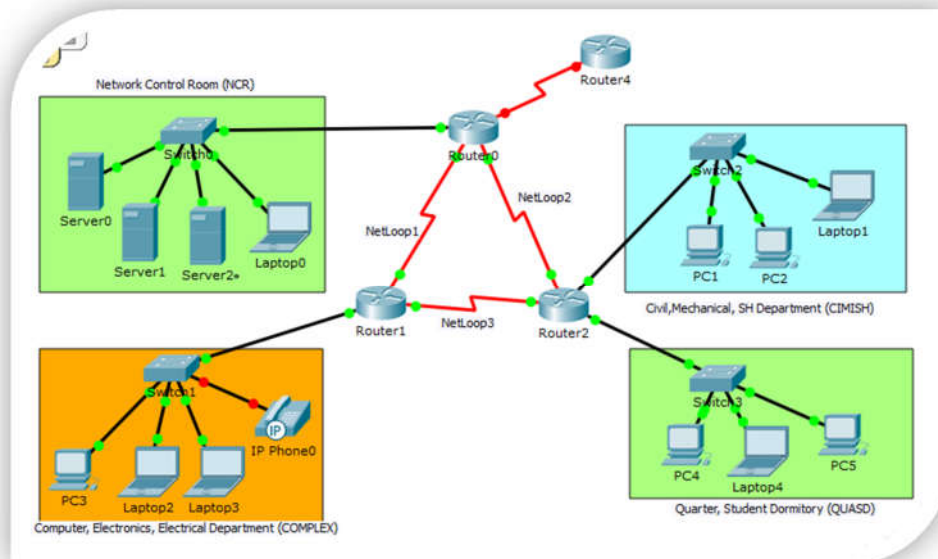 Network Control Room (NCR)
Router4
Switch0
Router0
Server0
Server1
Server2
Laptop0
NetLoop1
NetLoop2
Switch2
PC1
PC2
Laptop1
Civil,Mechanical, SH Department (CIMISH)
Router1
NetLoop3
Router2
Switch1
IP
IP Phone0
PC3
Laptop2
Laptop3
Computer, Electronics, Electrical Department (COMPLEX)
Switch3
PC4
Laptop4
PC5
Quarter, Student Dormitory (QUASD)